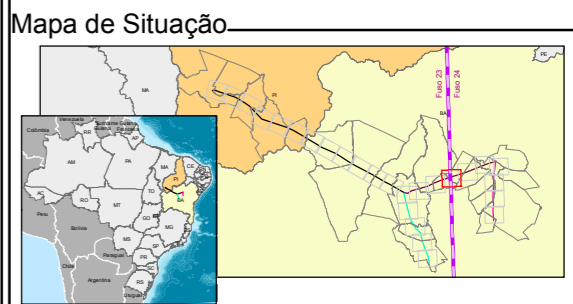 Mapa de Situação
PE
MA
PI
Fuso 23
Fuso 24
BA
Venezuela
Suriname
Guiana
Colômbia
RR
AP
AM
PA
MA
CE
PI
AC
TO
RO
BA
MT
Peru
GO
Bolívia
MG
MS
SP
Paraguai
PR
Chile
SC
Argentina
RS
Uruguai